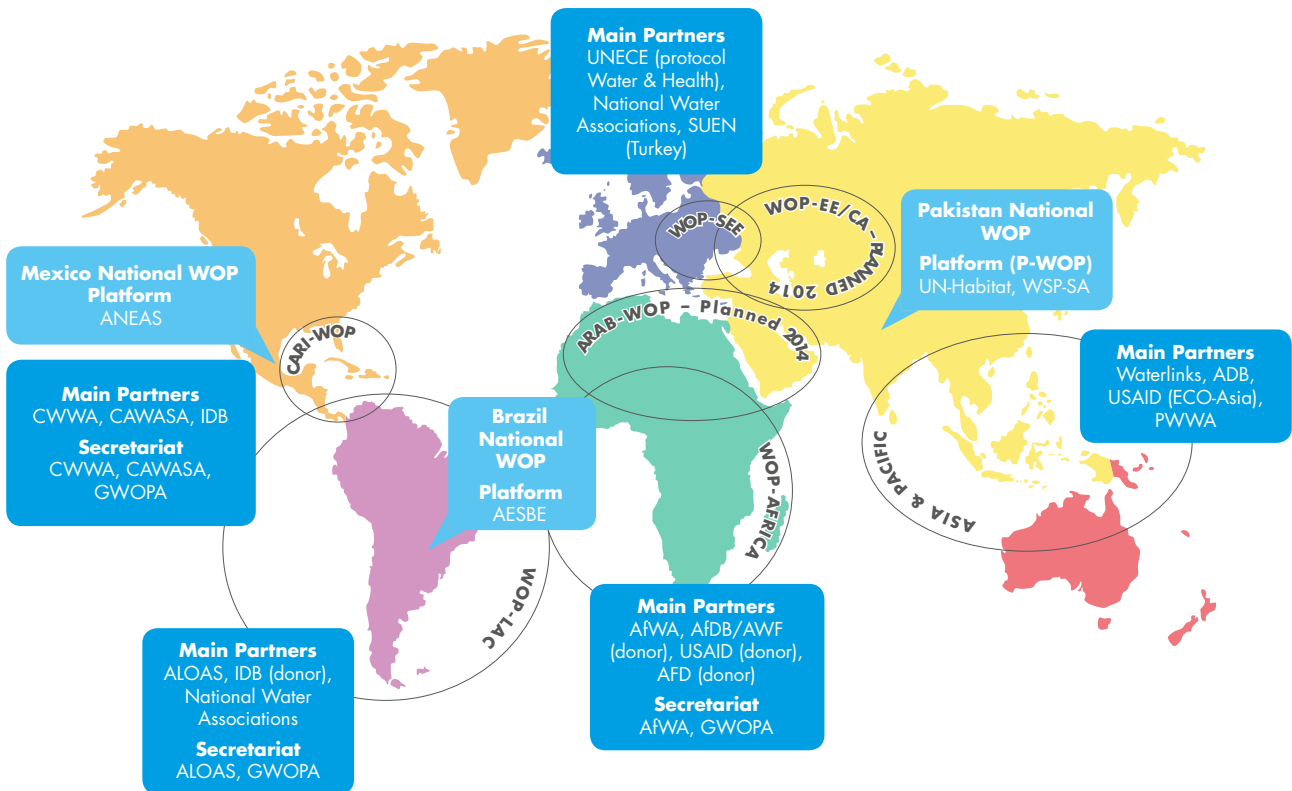 Main Partners
UNECE (protocol
Water & Health),
National Water
Associations, SUEN
(Turkey)
WOP-SEE
WOP-EE/CA – PLANNED 2014
Pakistan National
WOP
Platform (P-WOP)
UN-Habitat, WSP-SA
Mexico National WOP
Platform
ANEAS
CARI-WOP
ARAB-WOP – Planned 2014
Main Partners
CWWA, CAWASA, IDB
Secretariat
CWWA, CAWASA,
GWOPA
Brazil
National
WOP
Platform
AESBE
Main Partners
Waterlinks, ADB,
USAID (ECO-Asia),
PWWA
ASIA & PACIFIC
WOP-AFRICA
WOP-LAC
Main Partners
ALOAS, IDB (donor),
National Water
Associations
Secretariat
ALOAS, GWOPA
Main Partners
AfWA, AfDB/AWF
(donor), USAID (donor),
AFD (donor)
Secretariat
AfWA, GWOPA